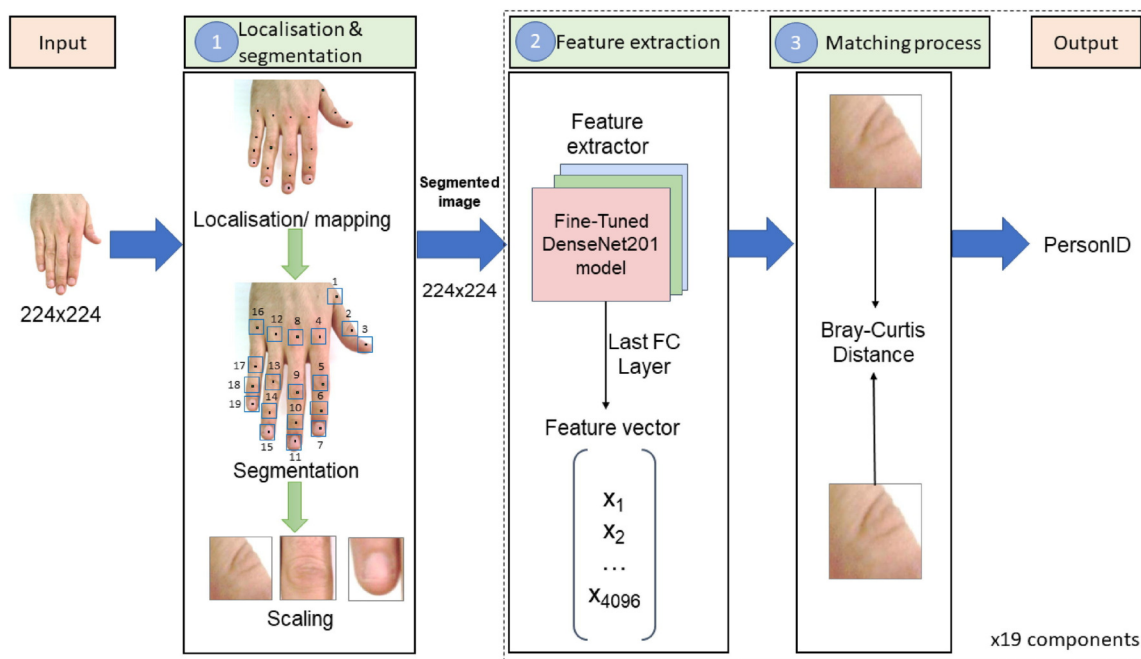 Input
1
Localisation &
segmentation
2
Feature extraction
3
Matching process
Output
224x224
Localisation/ mapping
1
2
3
16
12
8
4
17
13
5
18
9
6
19
14
10
15
7
11
Segmentation
Scaling
Segmented
image
224x224
Feature
extractor
Fine-Tuned
DenseNet201
model
Last FC
Layer
Feature vector
x1
x2
...
x4096
Bray-Curtis
Distance
PersonID
x19 components